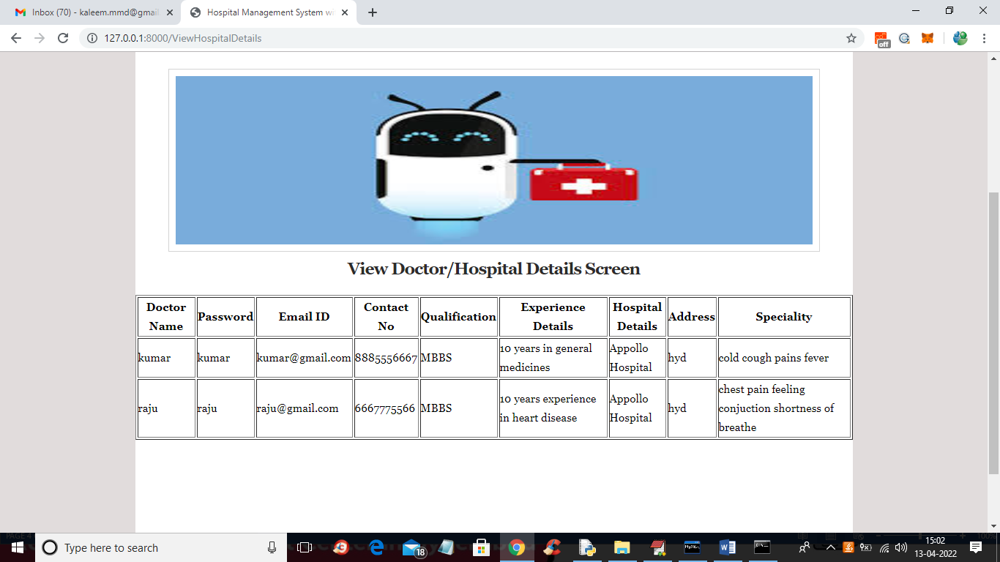 Inbox (70) - kaleem.mmd@gmail
Hospital Management System wi
127.0.0.1:8000/ViewHospitalDetails
off
View Doctor/Hospital Details Screen
Doctor Name Password Email ID Contact No Qualification Experience Details Hospital Details Address Speciality
kumar kumar kumar@gmail.com 8885556667 MBBS 10 years in general medicines Appollo Hospital hyd cold cough pains fever
raju raju raju@gmail.com 6667775566 MBBS 10 years experience in heart disease Appollo Hospital hyd chest pain feeling conjuction shortness of breathe
Type here to search
18
15:02
13-04-2022